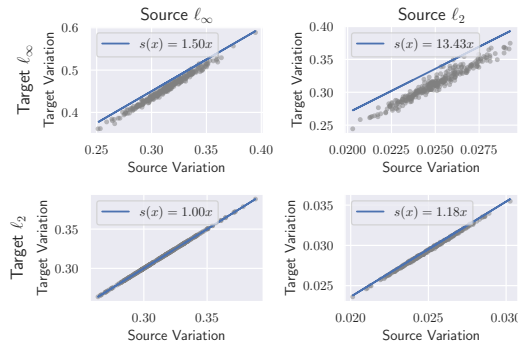 Source ℓ∞
Source ℓ2
Target ℓ∞
Target Variation
0.6
0.5
0.4
s(x) = 1.50x
0.25
0.30
0.35
0.40
Source Variation
Target Variation
0.40
0.35
0.30
0.25
s(x) = 13.43x
0.0200
0.0225
0.0250
0.0275
Source Variation
Target ℓ2
Target Variation
0.35
0.30
s(x) = 1.00x
0.30
0.35
Source Variation
Target Variation
0.035
0.030
0.025
s(x) = 1.18x
0.020
0.025
0.030
Source Variation